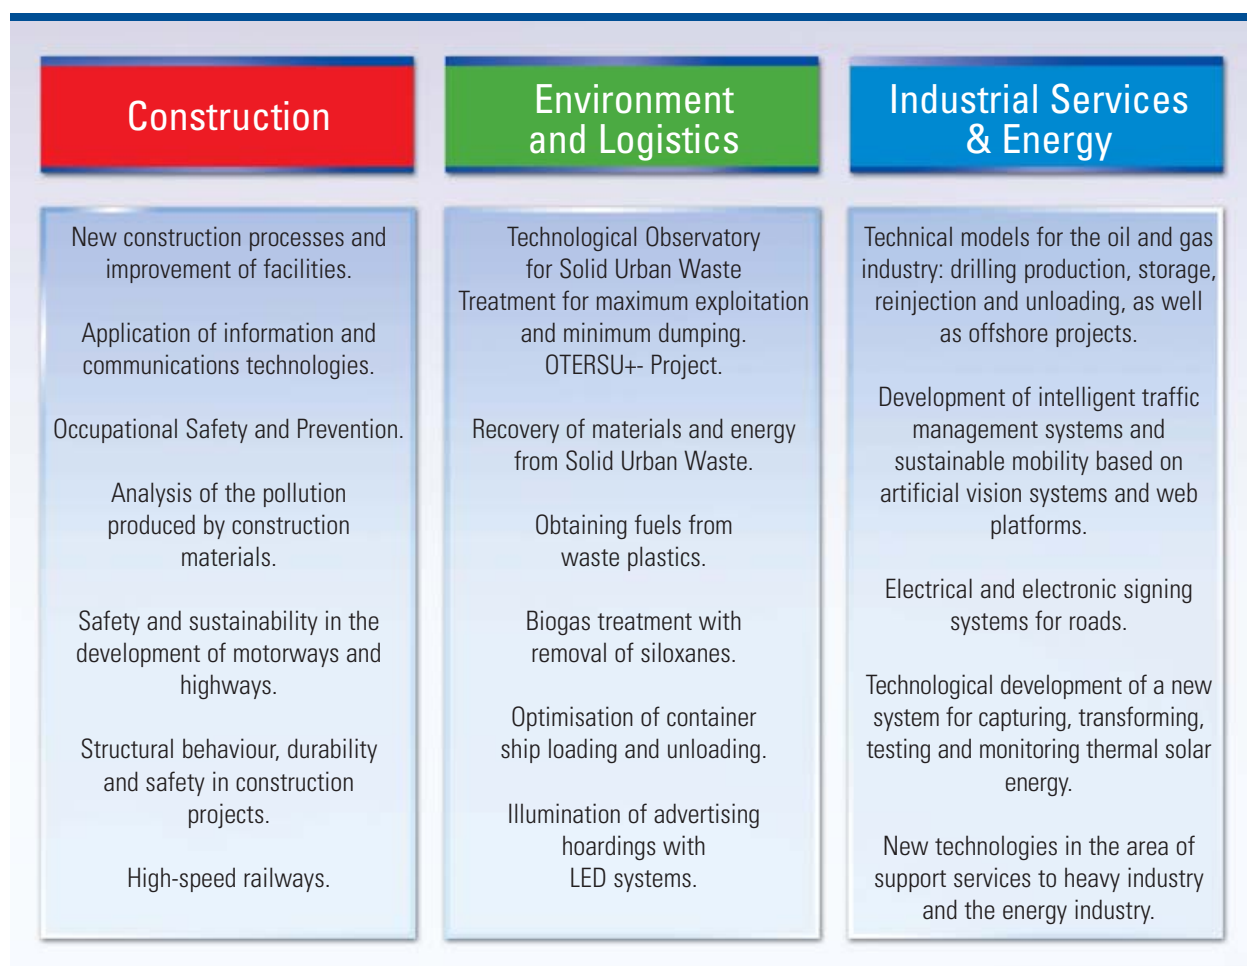 Construction
New construction processes and
improvement of facilities.
Application of information and
communications technologies.
Occupational Safety and Prevention.
Analysis of the pollution
produced by construction
materials.
Safety and sustainability in the
development of motorways and
highways.
Structural behaviour, durability
and safety in construction
projects.
High-speed railways.
Environment
and Logistics
Technological Observatory
for Solid Urban Waste
Treatment for maximum exploitation
and minimum dumping.
OTERSU+- Project.
Recovery of materials and energy
from Solid Urban Waste.
Obtaining fuels from
waste plastics.
Biogas treatment with
removal of siloxanes.
Optimisation of container
ship loading and unloading.
Illumination of advertising
hoardings with
LED systems.
Industrial Services
& Energy
Technical models for the oil and gas
industry: drilling production, storage,
reinjection and unloading, as well
as offshore projects.
Development of intelligent traffic
management systems and
sustainable mobility based on
artificial vision systems and web
platforms.
Electrical and electronic signing
systems for roads.
Technological development of a new
system for capturing, transforming,
testing and monitoring thermal solar
energy.
New technologies in the area of
support services to heavy industry
and the energy industry.